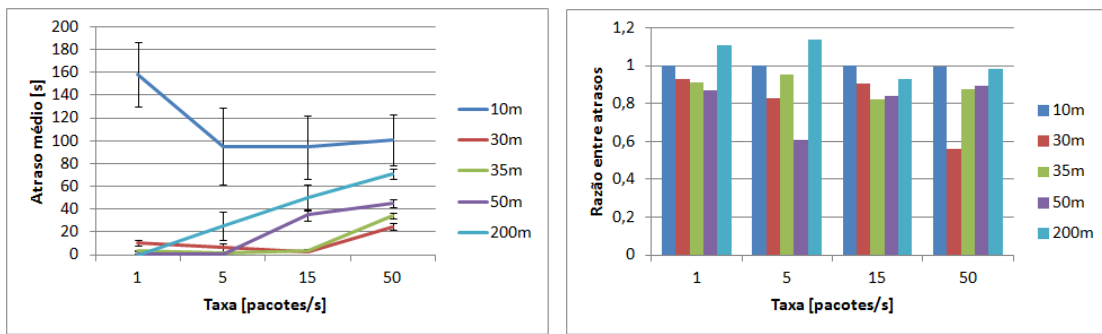 200
180
160
140
120
100
80
60
40
20
0
Atraso médio [s]
1 5 15 50
Taxa [pacotes/s]
10m
30m
35m
50m
200m
1,2
1
0,8
0,6
0,4
0,2
0
Razão entre atrasos
1 5 15 50
Taxa [pacotes/s]
10m
30m
35m
50m
200m